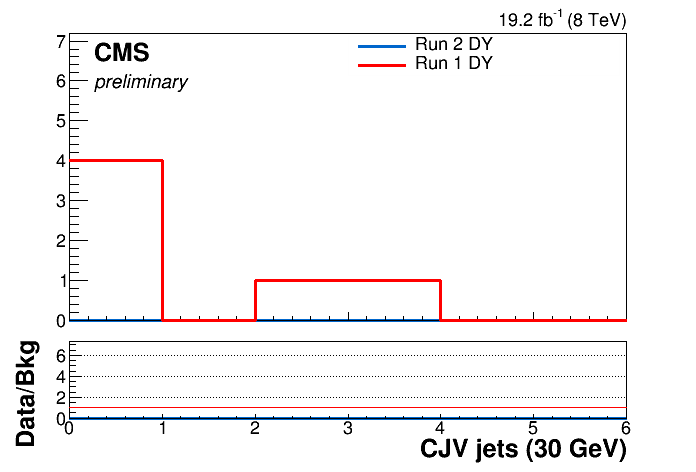 19.2 fb-1 (8 TeV)
CMS
preliminary
Run 2 DY
Run 1 DY
7
6
5
4
3
2
1
0
Data/Bkg
6
4
2
0
0 1 2 3 4 5 6
CJV jets (30 GeV)